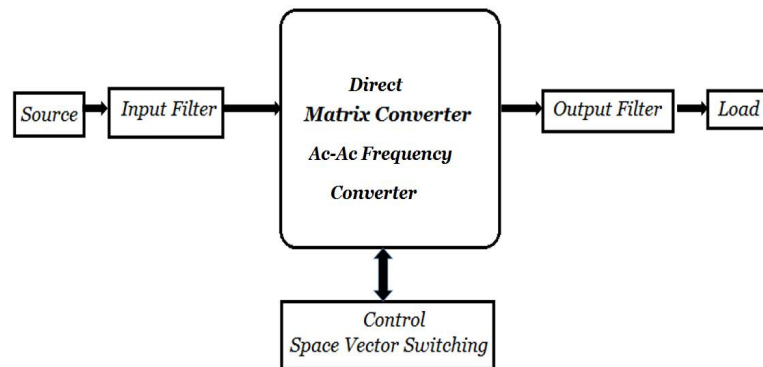 Source
Input Filter
Direct
Matrix Converter
Ac-Ac Frequency
Converter
Output Filter
Load
Control
Space Vector Switching